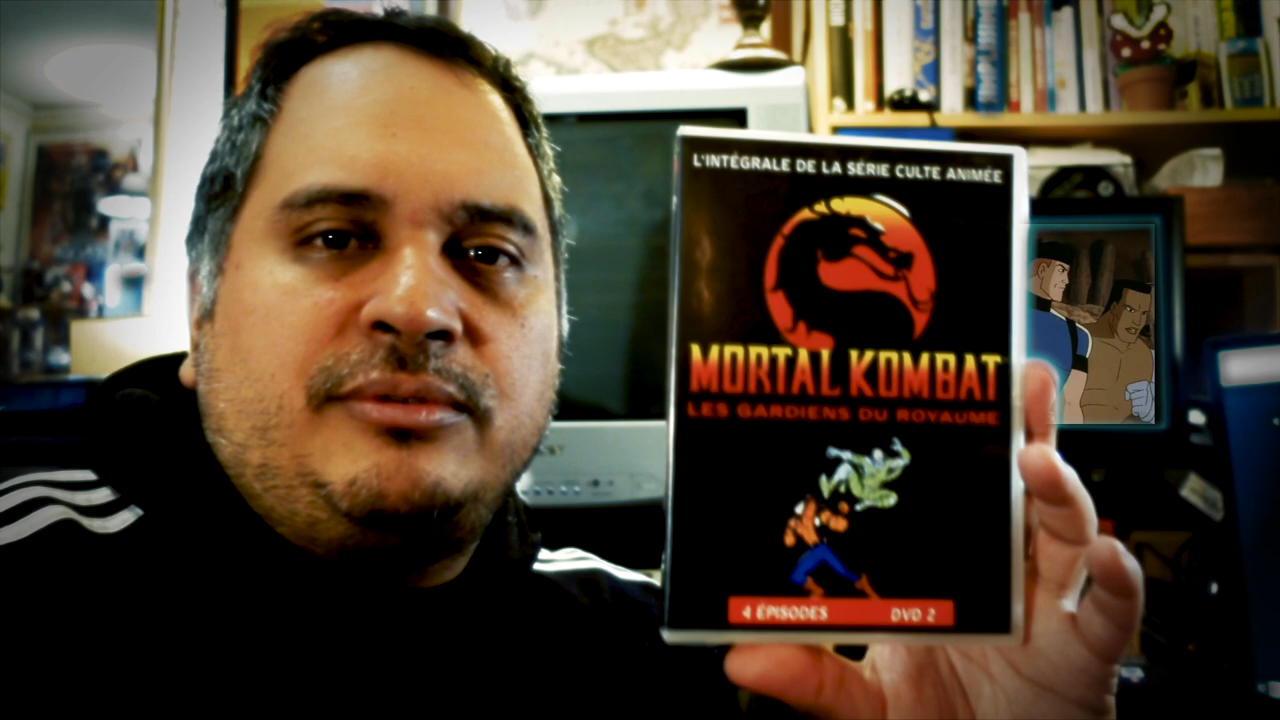 L'INTÉGRALE DE LA SÉRIE CULTE ANIMÉE
MORTAL KOMBAT
LES GARDIENS DU ROYAUME
4 ÉPISODES DVD 2